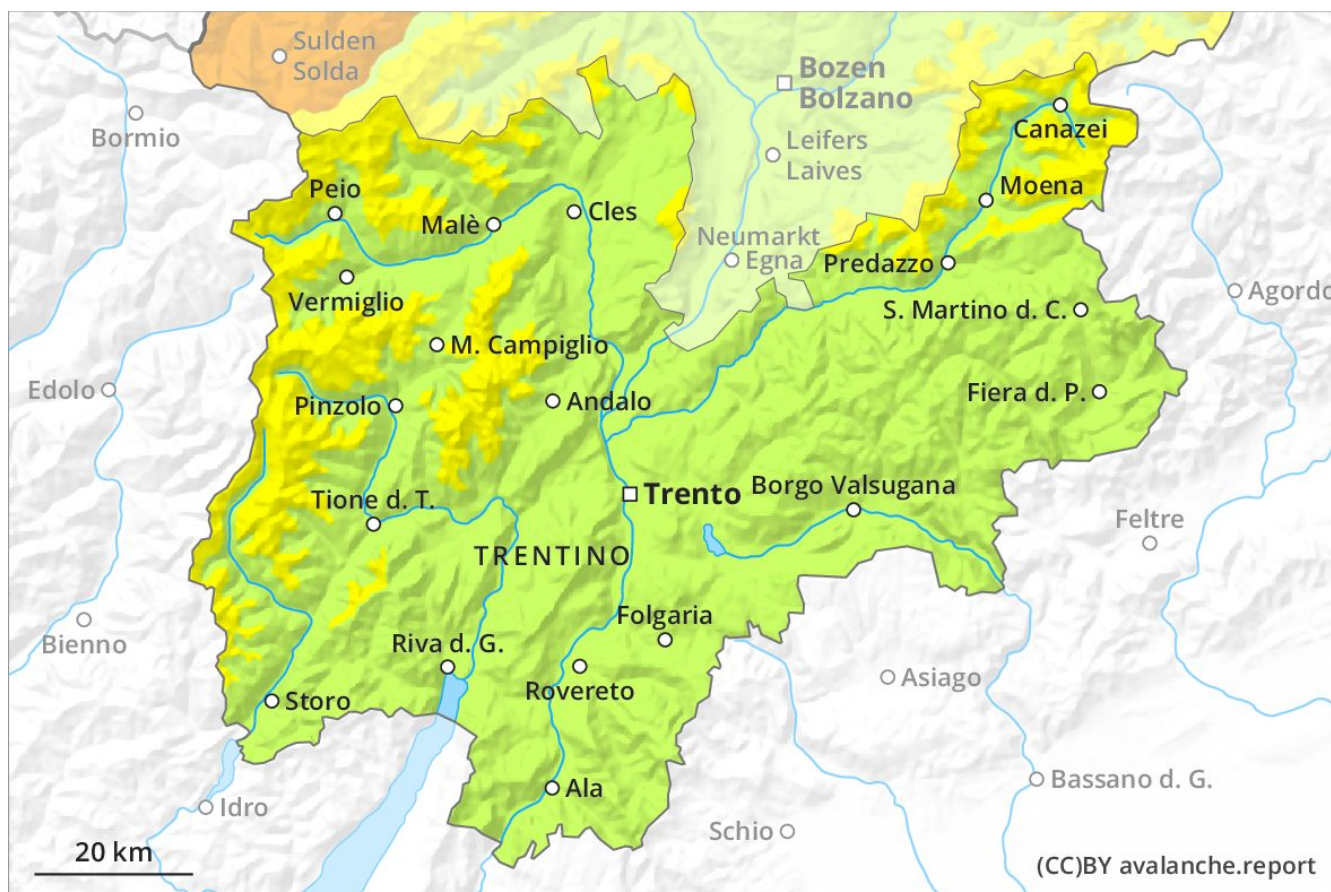 Sulden
Solda
Bozen
Bolzano
Bormio
Canazei
Leifers
Laives
Peio
Moena
Malè
Cles
Neumarkt
Egna
Predazzo
Vermiglio
Agordo
S. Martino d. C.
M. Campiglio
Edolo
Pinzolo
Andalo
Fiera d. P.
Trento
Borgo Valsugana
Tione d. T.
Feltre
TRENTINO
Bienno
Folgaria
Riva d. G.
Asiago
Rovereto
Storo
Bassano d. G.
Ala
Idro
Schio
20 km
(CC)BY avalanche.report